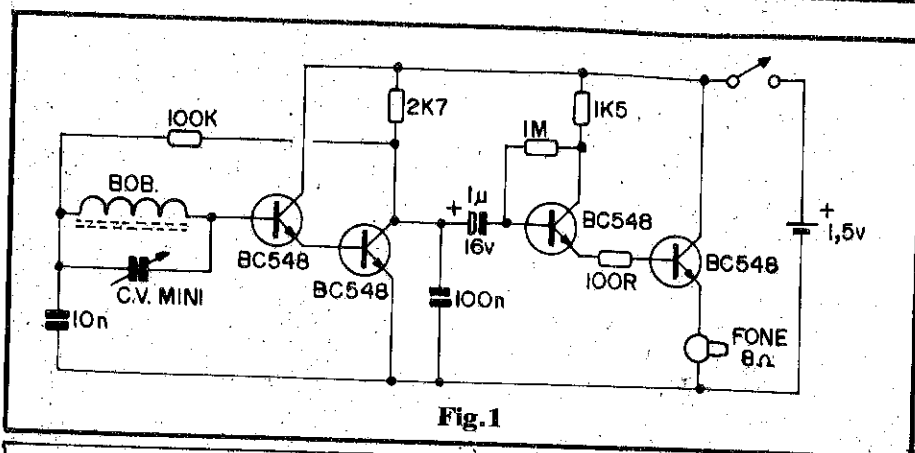 100K
2K7
1M
1K5
BOB.
+
1µ
16v
BC548
BC548
BC548
BC548
+
1,5v
C.V. MINI
100R
10n
100n
FONE
8Ω
Fig.1